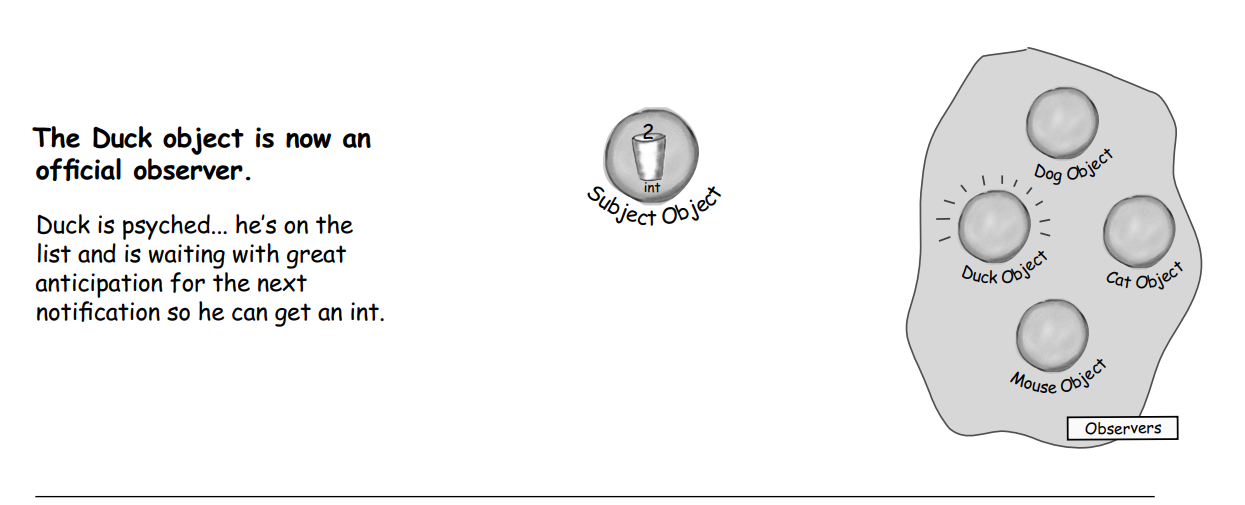 The Duck object is now an
official observer.
Duck is psyched... he's on the
list and is waiting with great
anticipation for the next
notification so he can get an int.
2
int
Subject Object
Dog Object
Duck Object
Cat Object
Mouse Object
Observers